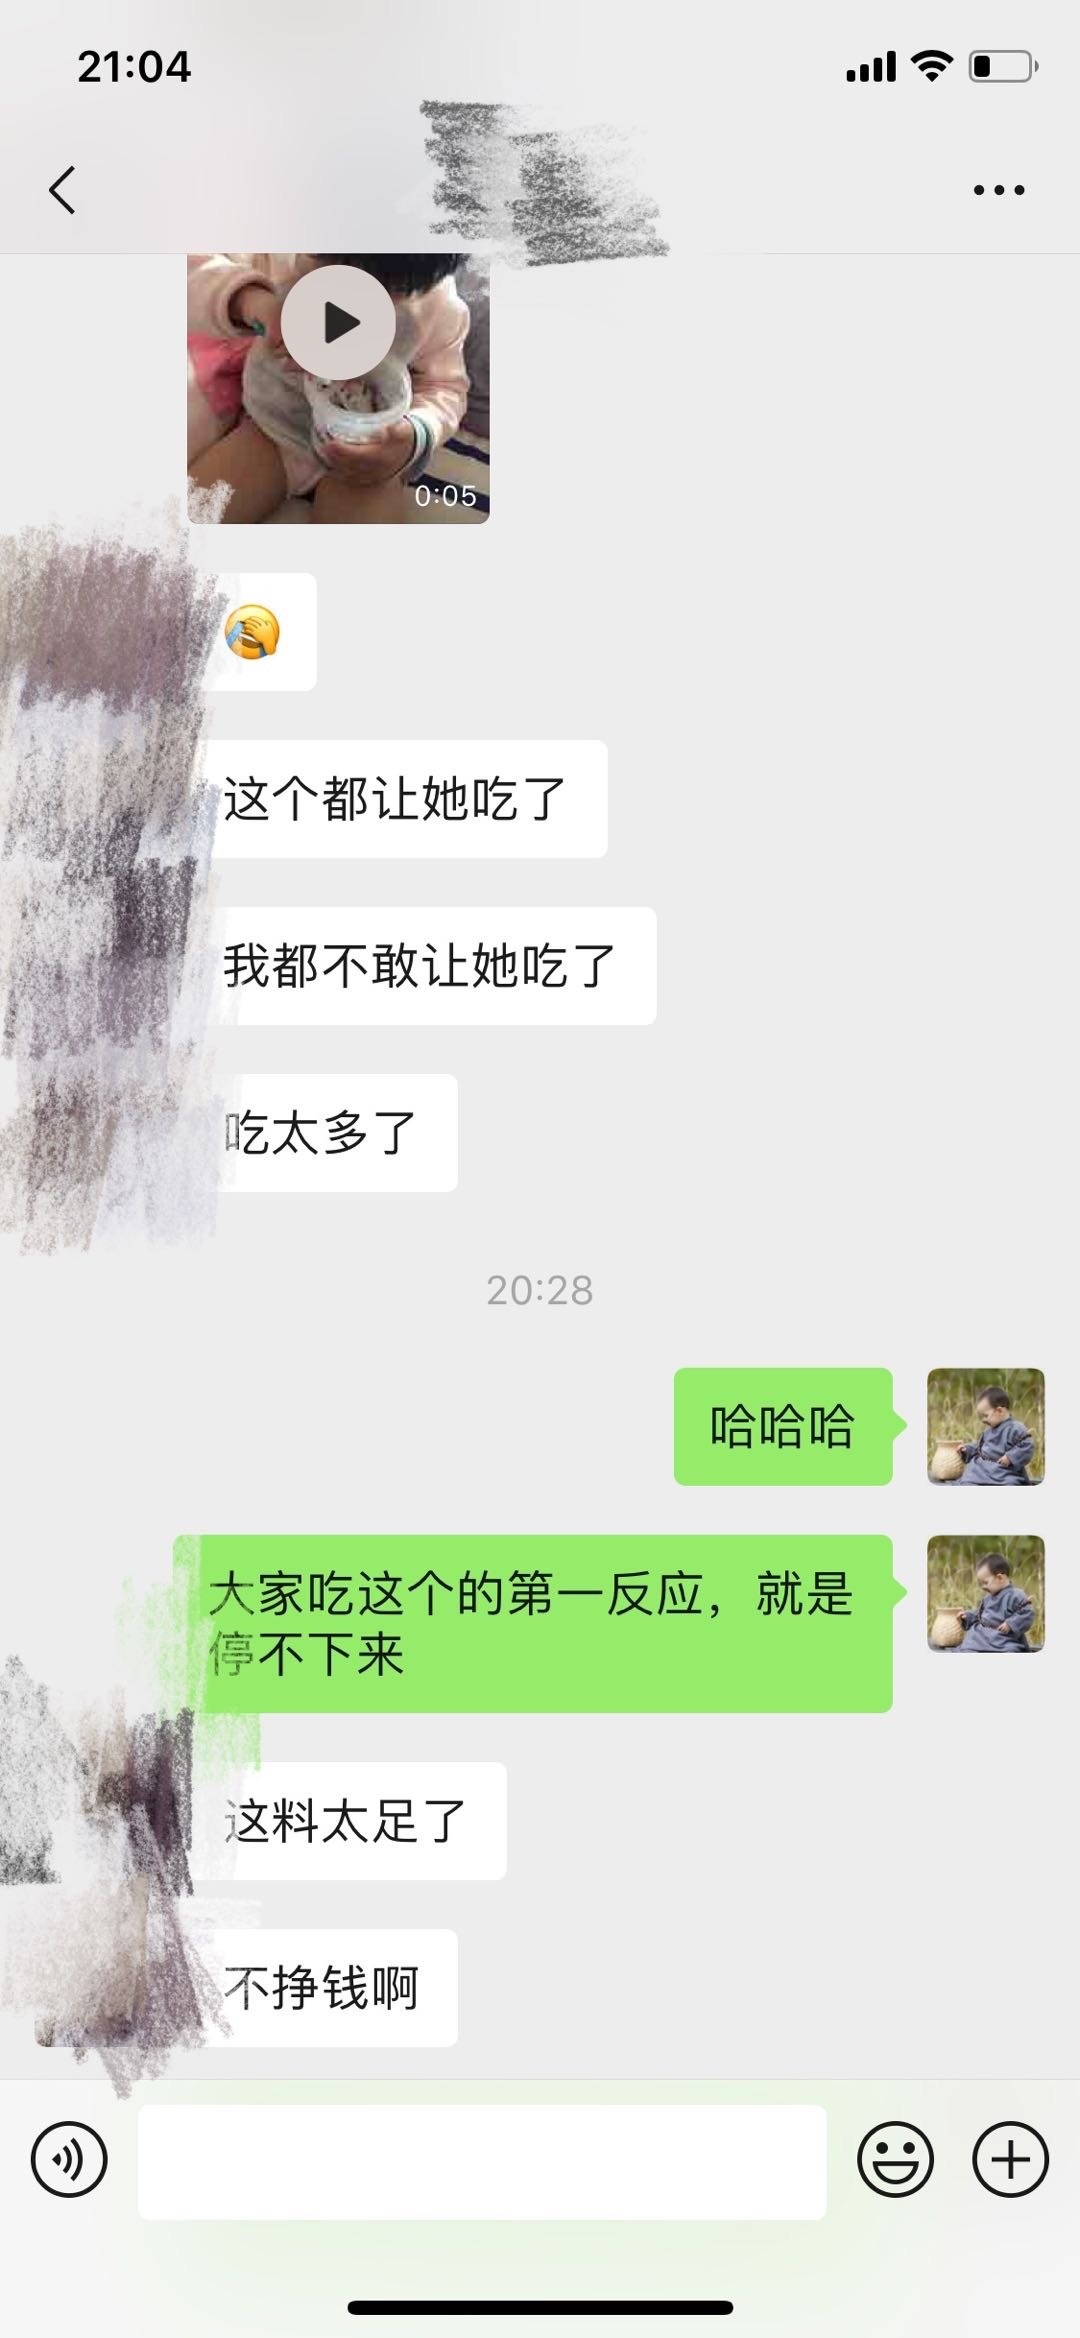 21:04
0:05
这个都让她吃了
我都不敢让她吃了
吃太多了
20:28
哈哈哈
大家吃这个的第一反应，就是
停不下来
这料太足了
不挣钱啊